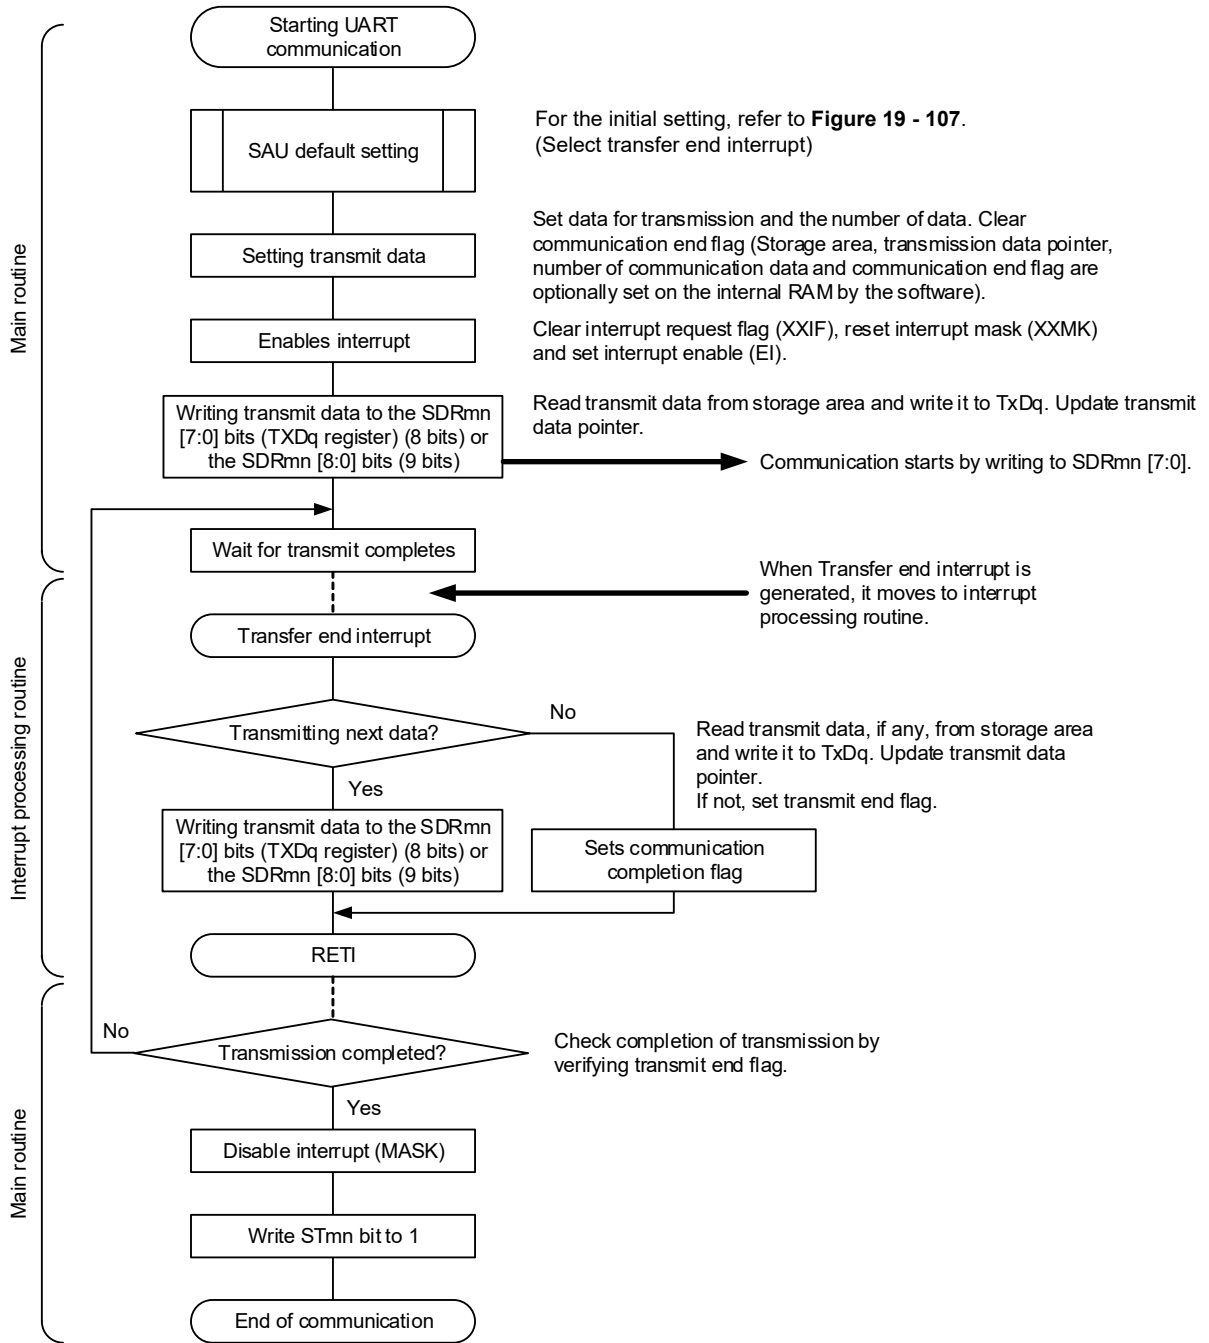 Starting UART
communication
SAU default setting
For the initial setting, refer to Figure 19 - 107.
(Select transfer end interrupt)
Main routine
Setting transmit data
Set data for transmission and the number of data. Clear
communication end flag (Storage area, transmission data pointer,
number of communication data and communication end flag are
optionally set on the internal RAM by the software).
Enables interrupt
Clear interrupt request flag (XXIF), reset interrupt mask (XXMK)
and set interrupt enable (EI).
Writing transmit data to the SDRmn
[7:0] bits (TXDq register) (8 bits) or
the SDRmn [8:0] bits (9 bits)
Read transmit data from storage area and write it to TxDq. Update transmit
data pointer.
Communication starts by writing to SDRmn [7:0].
Wait for transmit completes
When Transfer end interrupt is
generated, it moves to interrupt
processing routine.
Interrupt processing routine
Transfer end interrupt
Transmitting next data?
No
Yes
Read transmit data, if any, from storage area
and write it to TxDq. Update transmit data
pointer.
If not, set transmit end flag.
Writing transmit data to the SDRmn
[7:0] bits (TXDq register) (8 bits) or
the SDRmn [8:0] bits (9 bits)
Sets communication
completion flag
RETI
Main routine
No
Transmission completed?
Check completion of transmission by
verifying transmit end flag.
Yes
Disable interrupt (MASK)
Write STmn bit to 1
End of communication